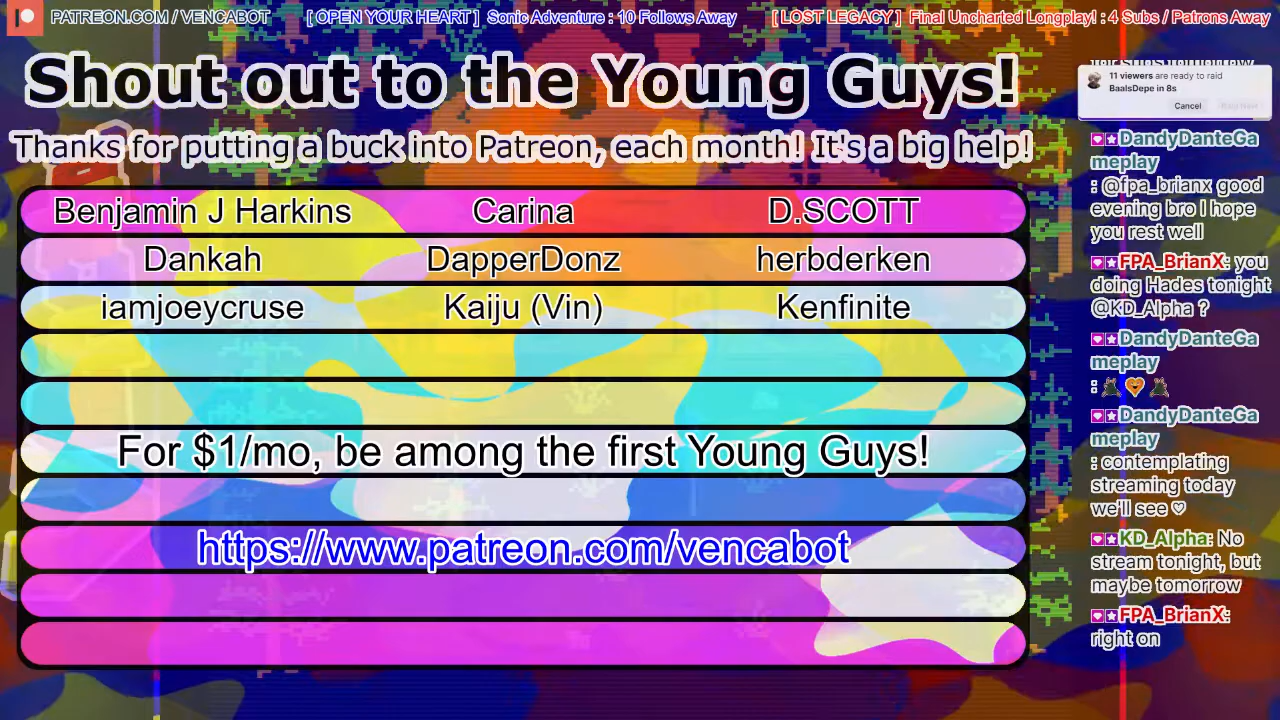 PATREON.COM / VENCABOT [ OPEN YOUR HEART ] Sonic Adventure : 10 Follows Away [ LOST LEGACY ] Final Uncharted Longplay! : 4 Subs / Patrons Away
Shout out to the Young Guys!
Thanks for putting a buck into Patreon, each month! It's a big help!
Benjamin J Harkins Carina D.SCOTT
Dankah DapperDonz herbderken
iamjoeycruse Kaiju (Vin) Kenfinite
For $1/mo, be among the first Young Guys!
https://www.patreon.com/vencabot
11 viewers are ready to raid
BaalsDepe in 8s
Cancel
DandyDanteGa
meplay
: @fpa_brianx good
evening bro I hope
you rest well
FPA_BrianX: you
doing Hades tonight
@KD_Alpha ?
DandyDanteGa
meplay
:
DandyDanteGa
meplay
: contemplating
streaming today
we'll see ♡
KD_Alpha: No
stream tonight, but
maybe tomorrow
FPA_BrianX:
right on